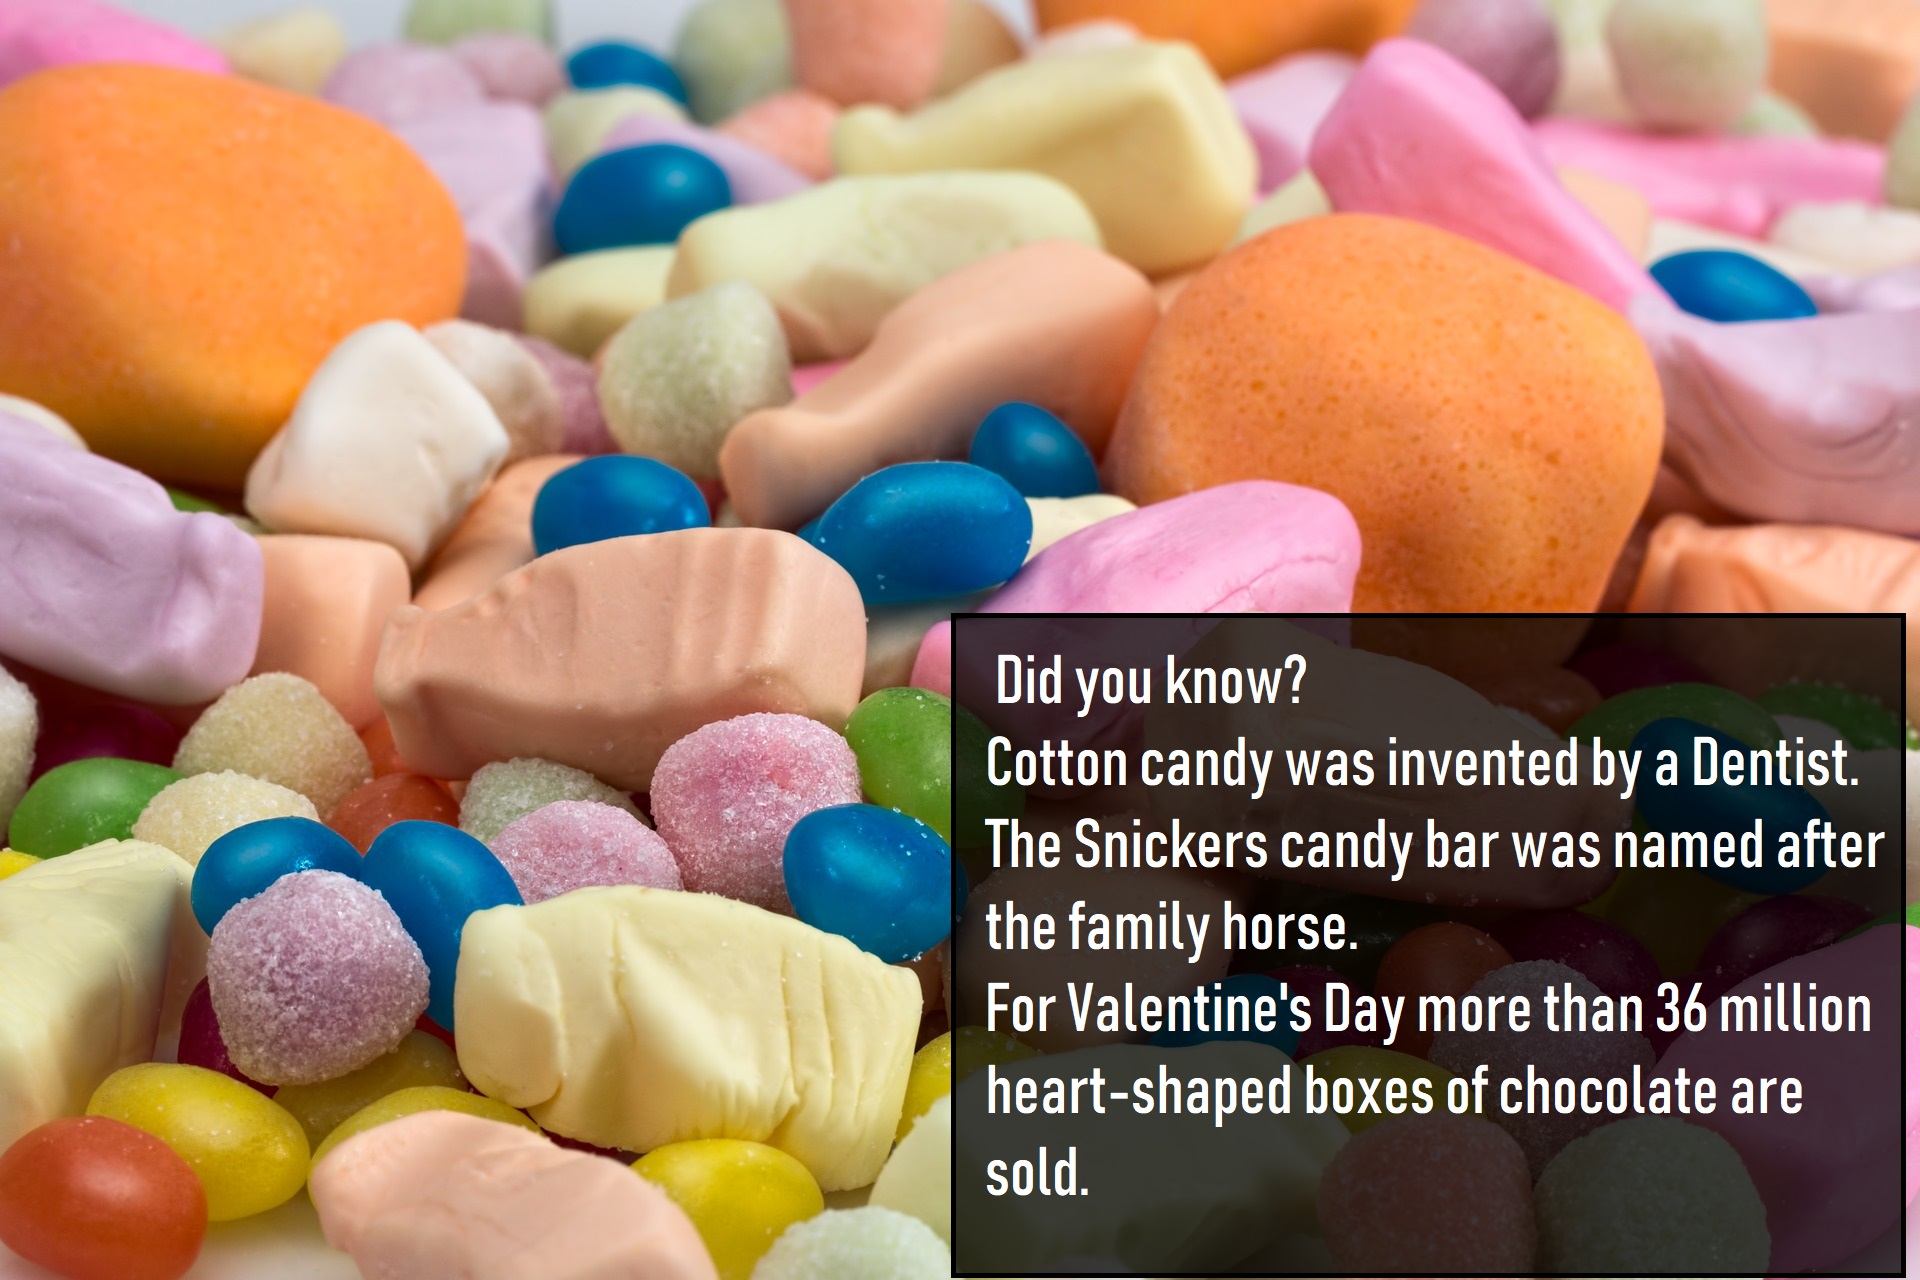 Did you know?
Cotton candy was invented by a Dentist.
The Snickers candy bar was named after
the family horse.
For Valentine's Day more than 36 million
heart-shaped boxes of chocolate are
sold.